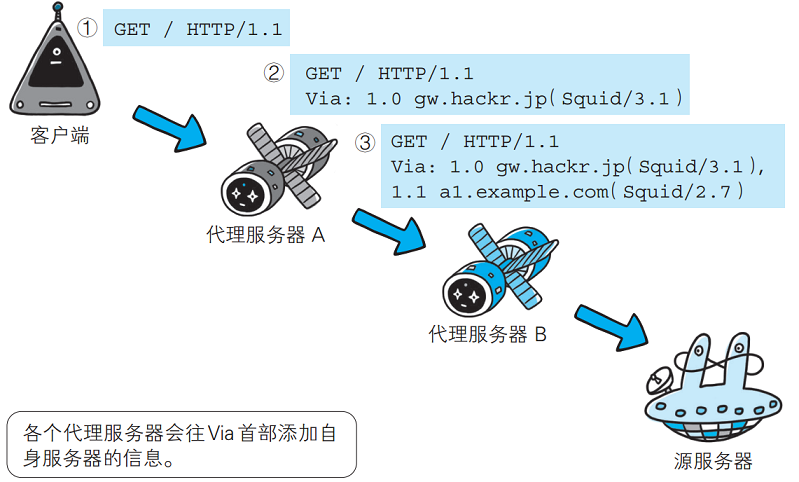 ① GET / HTTP/1.1
② GET / HTTP/1.1
Via: 1.0 gw.hackr.jp(Squid/3.1)
客户端
③ GET / HTTP/1.1
Via: 1.0 gw.hackr.jp(Squid/3.1),
1.1 a1.example.com(Squid/2.7)
代理服务器 A
代理服务器 B
各个代理服务器会往Via首部添加自
身服务器的信息。
源服务器